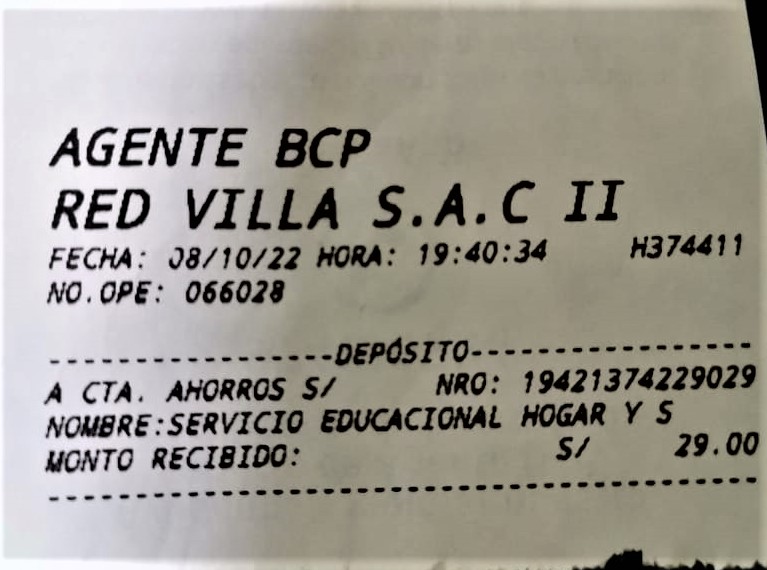 AGENTE BCP
RED VILLA S.A.C II
FECHA: 08/10/22 HORA: 19:40:34 H374411
NO.OPE: 066028
-----------------DEPÓSITO-----------------
A CTA. AHORROS S/ NRO: 19421374229029
NOMBRE:SERVICIO EDUCACIONAL HOGAR Y S
MONTO RECIBIDO: S/ 29.00
------------------------------------------